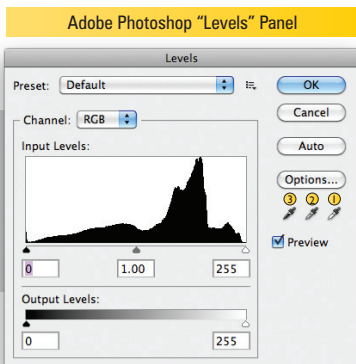 Adobe Photoshop “Levels” Panel
Levels
Preset: Default
OK
Cancel
Channel: RGB
Auto
Input Levels:
Options...
3 2 1
Preview
0 1.00 255
Output Levels:
0 255